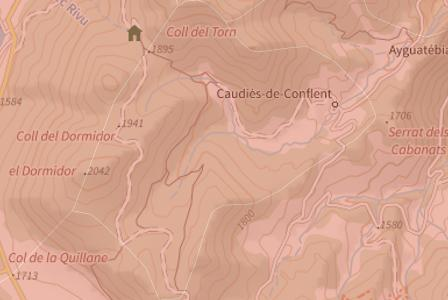 c Rivu
Coll del Torn
1895
Ayguatébia
Caudiès-de-Conflent
1584
1941
1706
Coll del Dormidor
Serrat dels
Cabanats
el Dormidor
2042
1800
1580
Col de la Quillane
1713